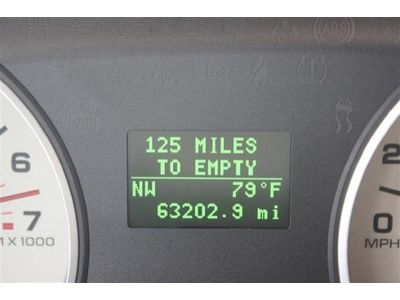 125 MILES
TO EMPTY
NW 79°F
63202.9 mi
6
7
M X 1000
2
0
MPH